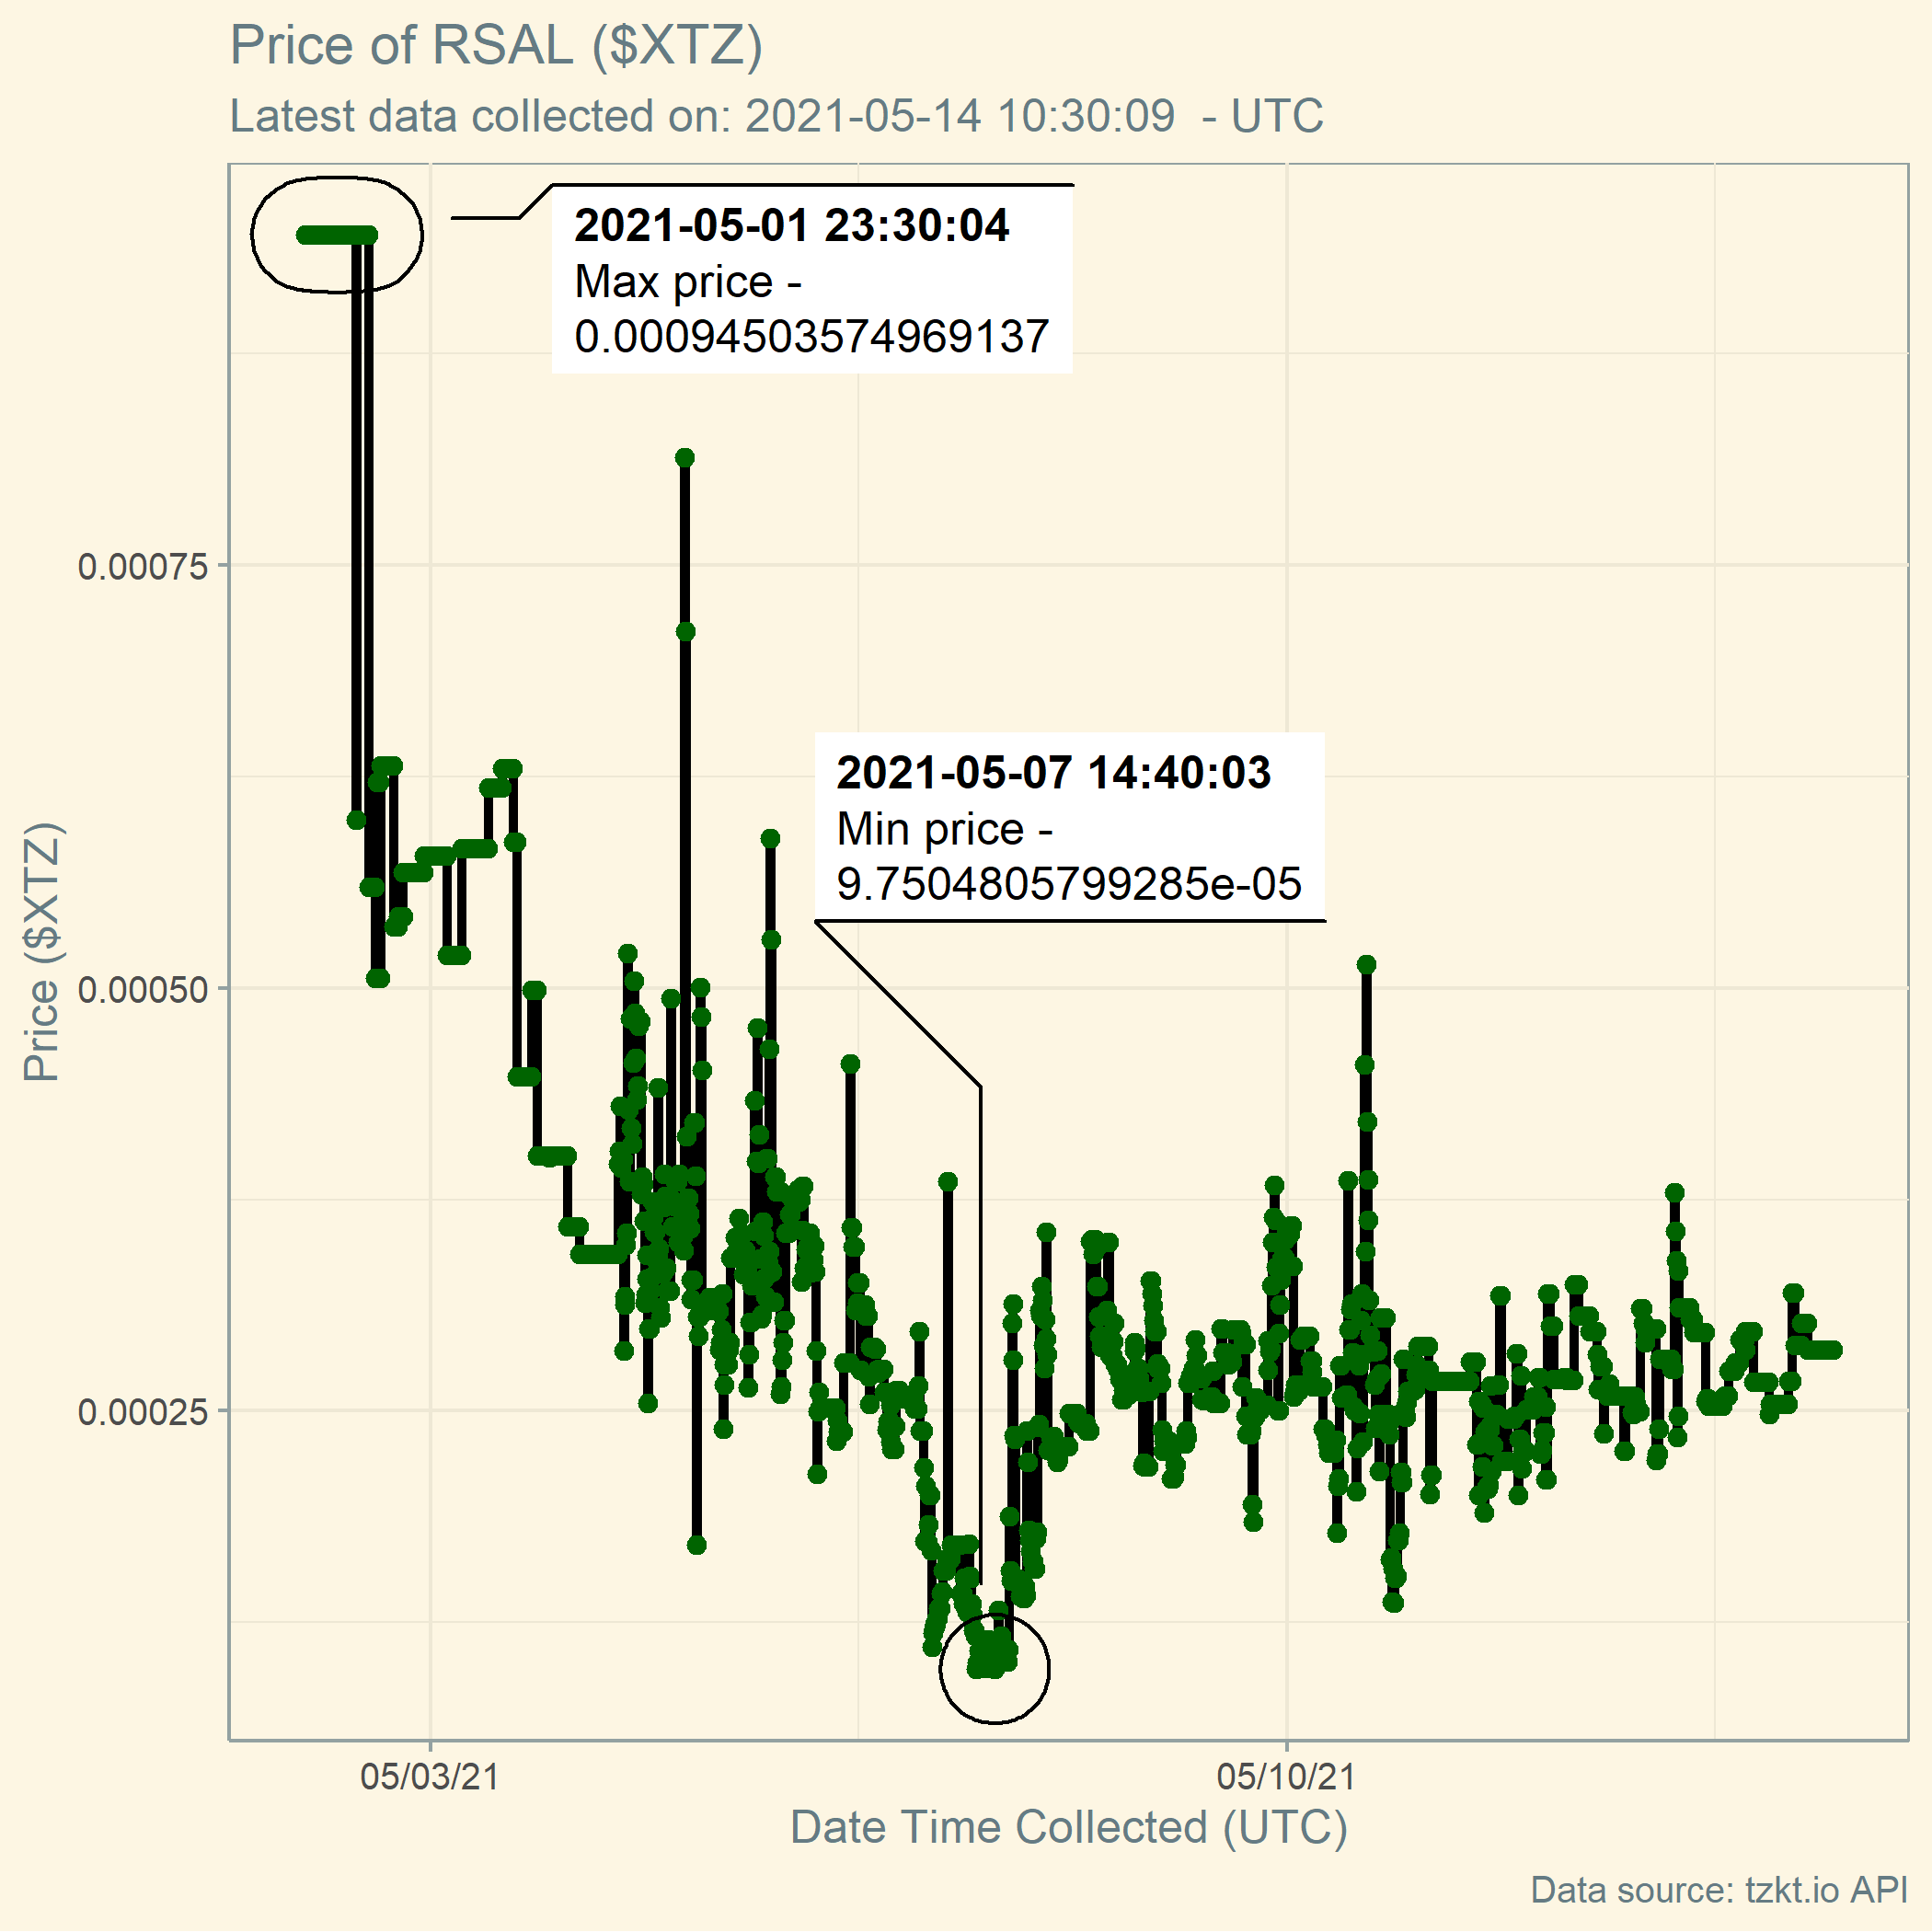 Price of RSAL ($XTZ)
Latest data collected on: 2021-05-14 10:30:09  - UTC
2021-05-01 23:30:04
Max price -
0.000945035749​69137
0.00075
2021-05-07 14:40:03
Min price -
9.7504805799285e-05
Price ($XTZ)
0.00050
0.00025
05/03/21
05/10/21
Date Time Collected (UTC)
Data source: tzkt.io API